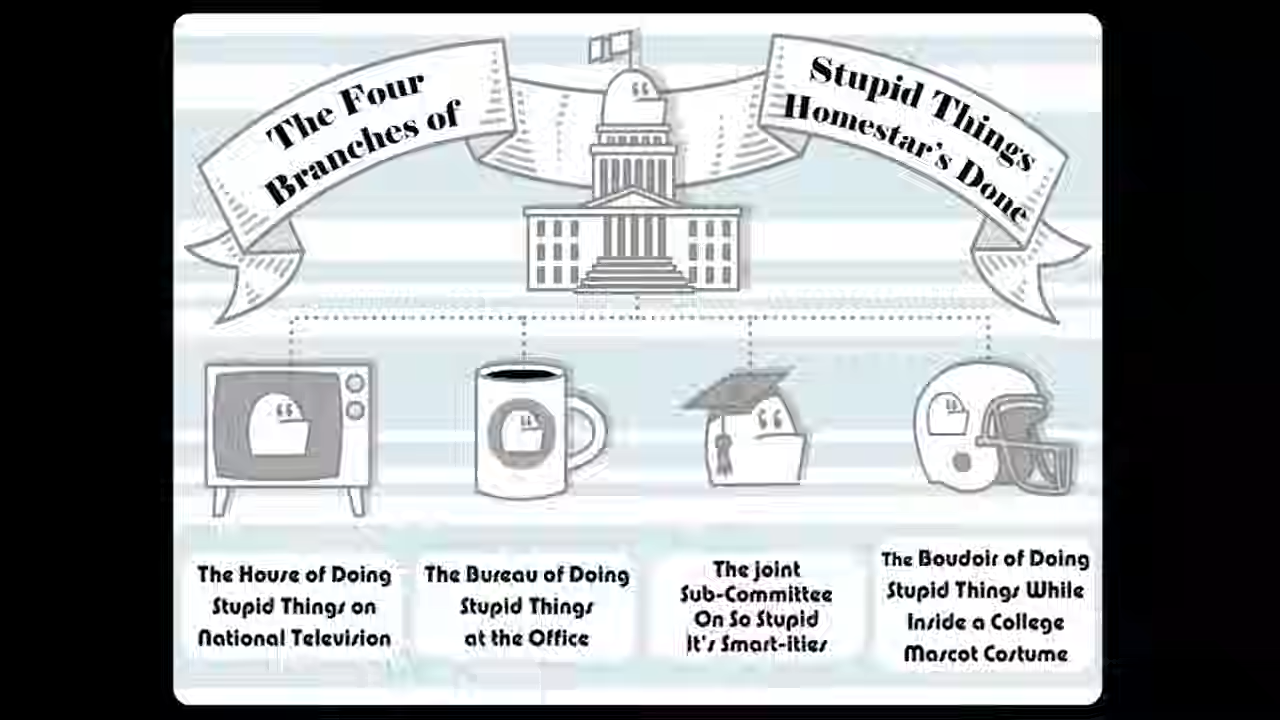 The Four
Branches of
Stupid Things
Homestar's Done
The House of Doing
Stupid Things on
National Television
The Bureau of Doing
Stupid Things
at the Office
The Joint
Sub-Committee
On So Stupid
It's Smart-ities
The Boudoir of Doing
Stupid Things While
Inside a College
Mascot Costume